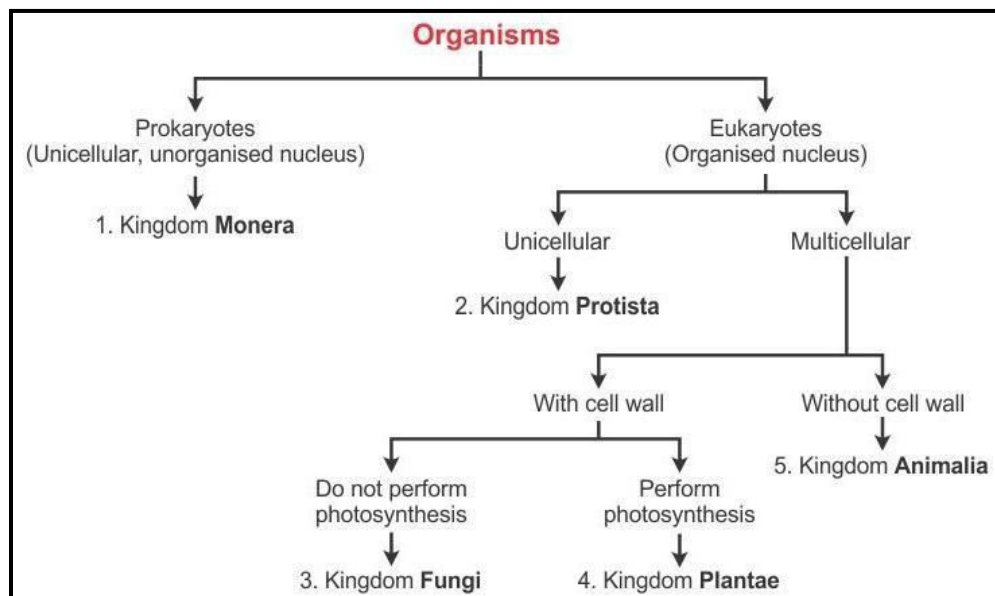 Organisms
Prokaryotes
(Unicellular, unorganised nucleus)
Eukaryotes
(Organised nucleus)
1. Kingdom Monera
Unicellular
Multicellular
2. Kingdom Protista
With cell wall
Without cell wall
5. Kingdom Animalia
Do not perform
photosynthesis
Perform
photosynthesis
3. Kingdom Fungi
4. Kingdom Plantae